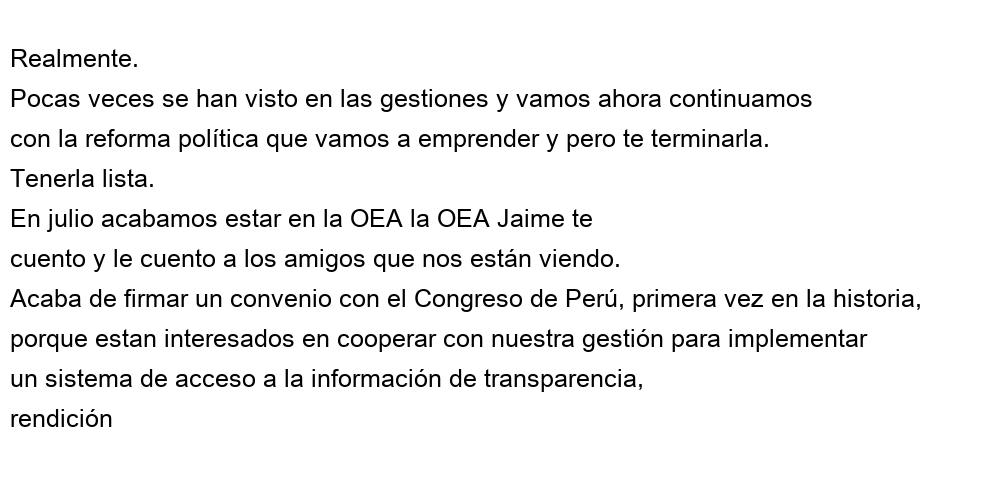 Realmente.
Pocas veces se han visto en las gestiones y vamos ahora continuamos
con la reforma política que vamos a emprender y pero te terminarla.
Tenerla lista.
En julio acabamos estar en la OEA la OEA Jaime te
cuento y le cuento a los amigos que nos están viendo.
Acaba de firmar un convenio con el Congreso de Perú, primera vez en la historia,
porque estan interesados en cooperar con nuestra gestión para implementar
un sistema de acceso a la información de transparencia,
rendición